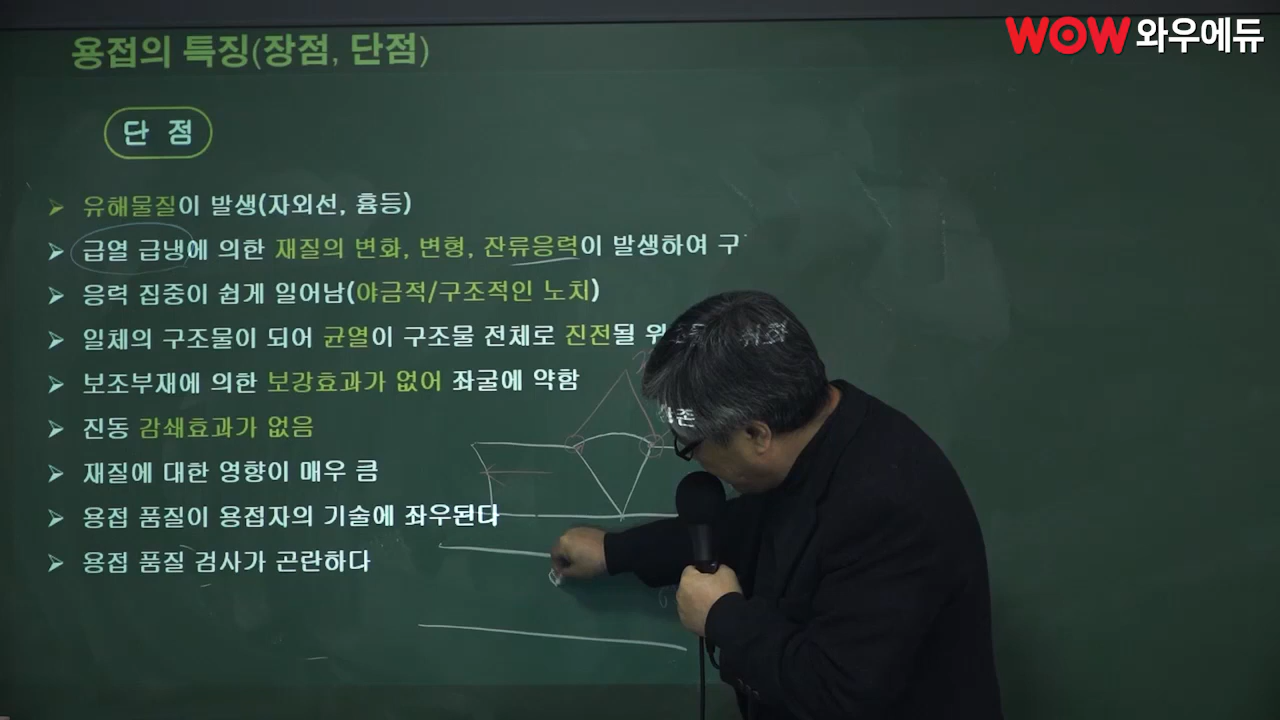 WOW 와우에듀
용접의 특징(장점, 단점)
단 점
➤ 유해물질이 발생(자외선, 흄등)
➤ 급열 급냉에 의한 재질의 변화, 변형, 잔류응력이 발생하여
➤ 응력 집중이 쉽게 일어남(야금적/구조적인 노치)
➤ 일체의 구조물이 되어 균열이 구조물 전체로 진전될
➤ 보조부재에 의한 보강효과가 없어 좌굴에 약함
➤ 진동 감쇄효과가 없음
➤ 재질에 대한 영향이 매우 큼
➤ 용접 품질이 용접자의 기술에 좌우된다
➤ 용접 품질 검사가 곤란하다